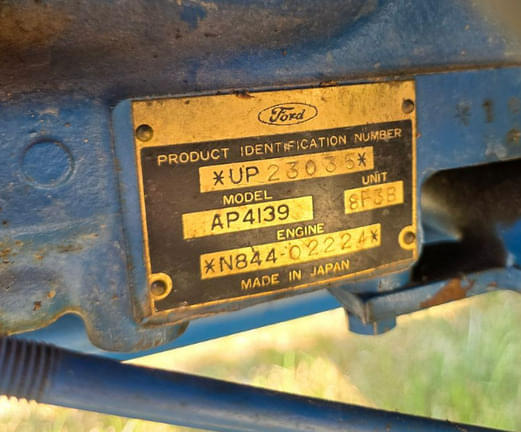 Ford
PRODUCT IDENTIFICATION NUMBER
*UP23035*
MODEL
UNIT
AP4139
8F3B
ENGINE
*N844-02224*
MADE IN JAPAN